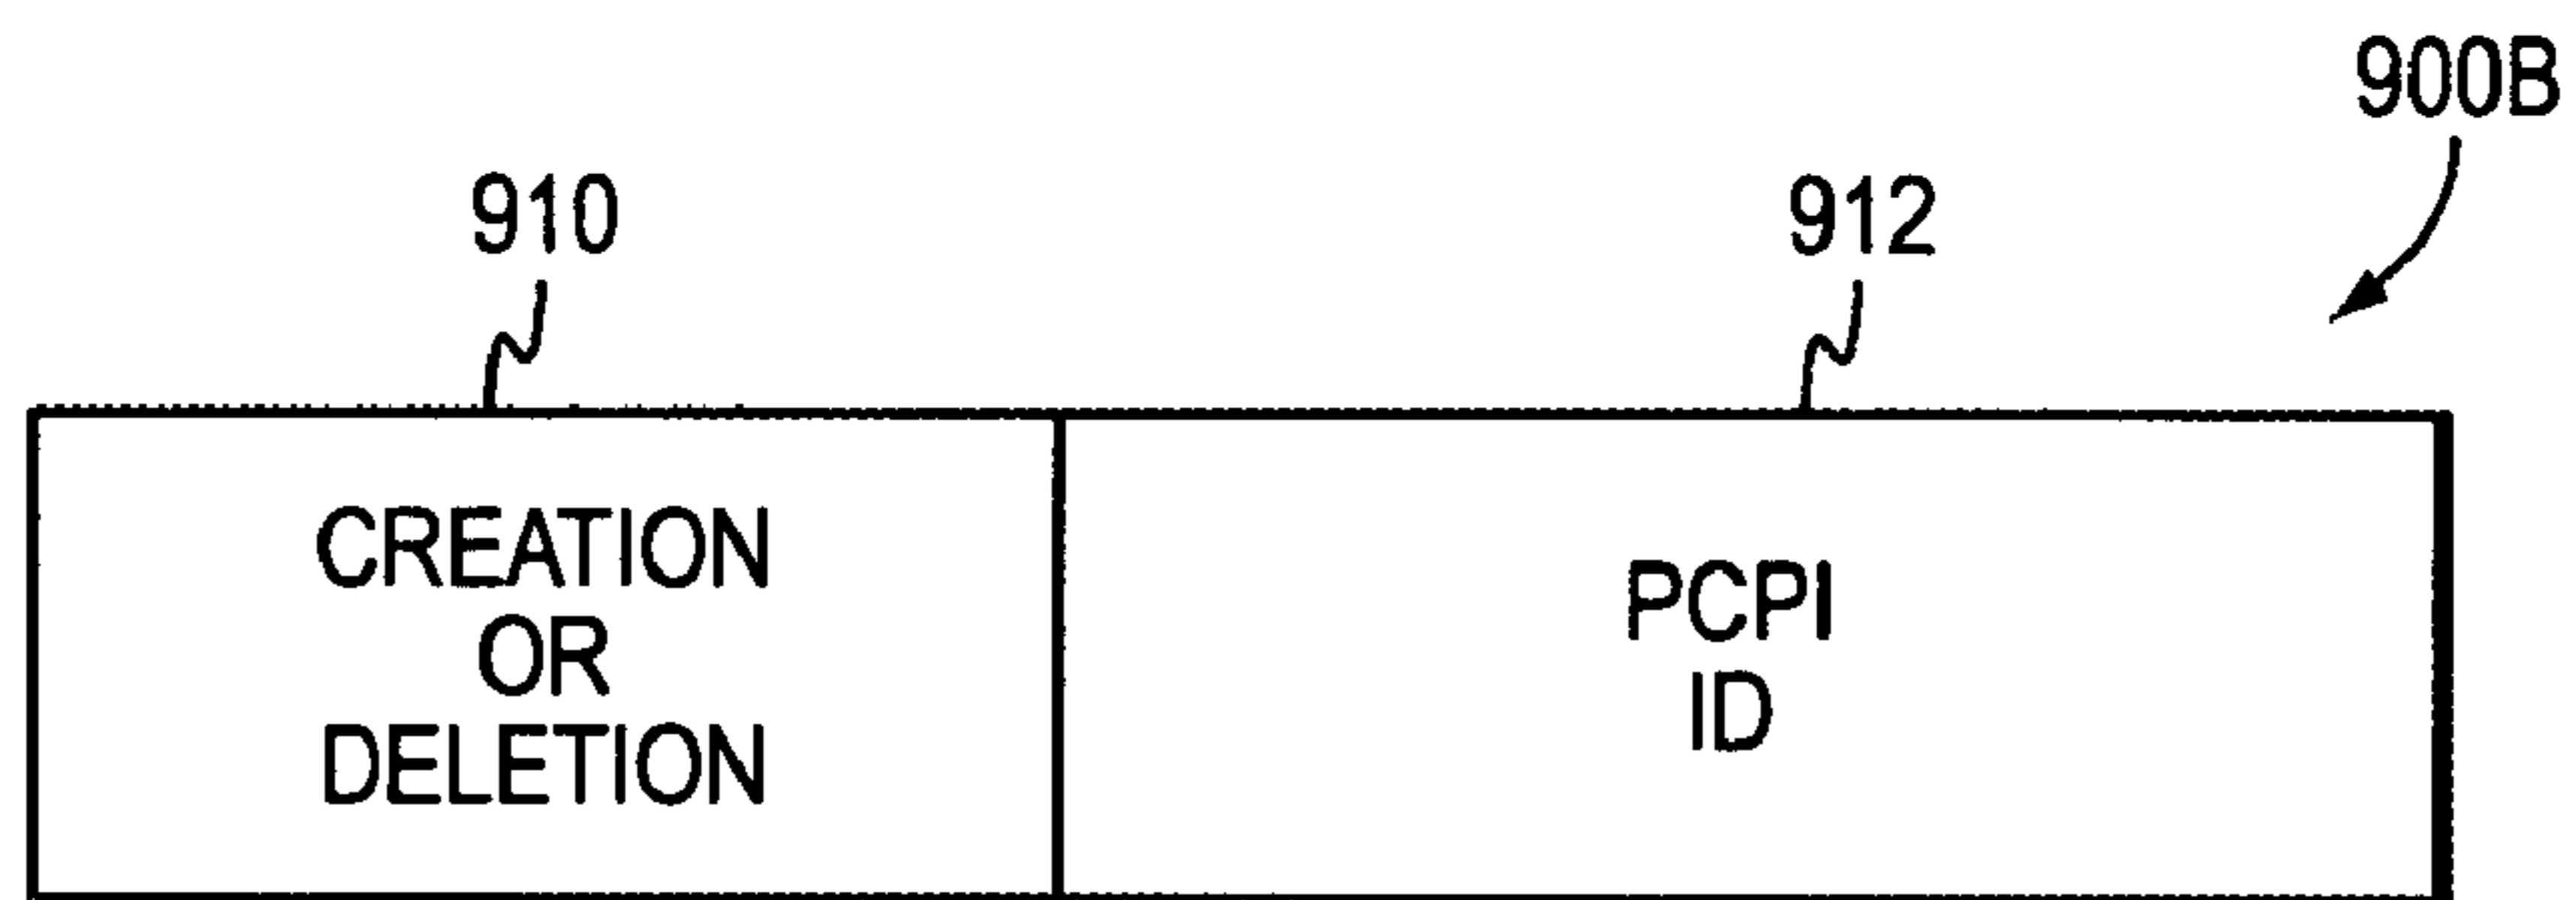 900B
910
912
CREATION
OR
DELETION
PCPI
ID